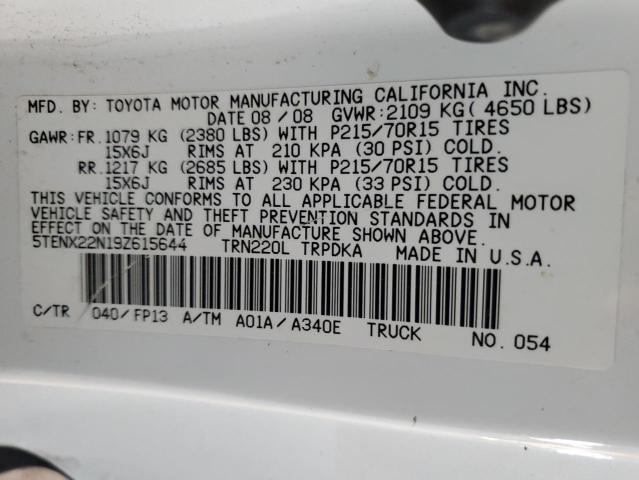 MFD. BY: TOYOTA MOTOR MANUFACTURING CALIFORNIA INC.
DATE 08/08 GVWR: 2109 KG( 4650 LBS)
GAWR: FR. 1079 KG (2380 LBS) WITH P215/70R15 TIRES
15X6J RIMS AT 210 KPA (30 PSI) COLD.
RR. 1217 KG (2685 LBS) WITH P215/70R15 TIRES
15X6J RIMS AT 230 KPA (33 PSI) COLD.
THIS VEHICLE CONFORMS TO ALL APPLICABLE FEDERAL MOTOR
VEHICLE SAFETY AND THEFT PREVENTION STANDARDS IN
EFFECT ON THE DATE OF MANUFACTURE SHOWN ABOVE.
5TENX22N19Z615644 TRN220L TRPDKA MADE IN U.S.A.
C/TR 040/FP13 A/TM A01A/A340E TRUCK NO. 054